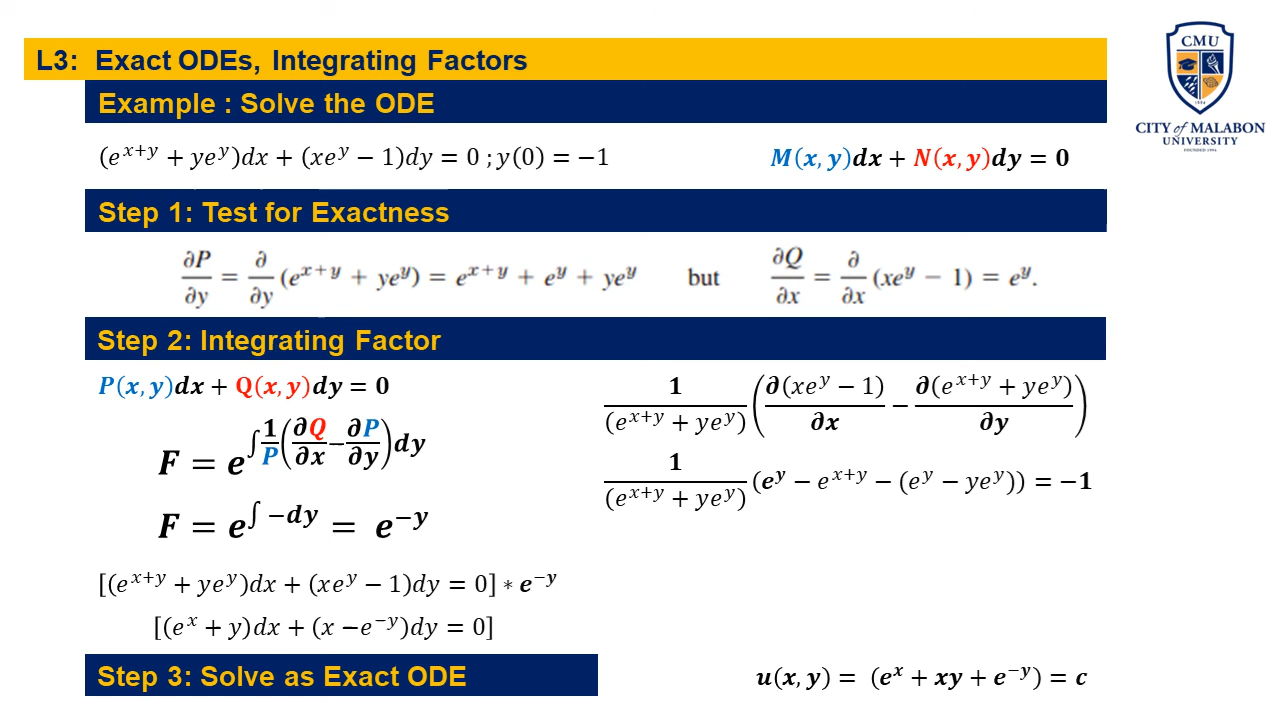 L3: Exact ODEs, Integrating Factors
CMU
1994
CITY of MALABON
UNIVERSITY
FOUNDED 1994
Example : Solve the ODE
(e^{x+y} + ye^y)dx + (xe^y − 1)dy = 0 ; y(0) = −1
M(x, y)dx + N(x, y)dy = 0
Step 1: Test for Exactness
∂P/∂y = ∂/∂y (e^{x+y} + ye^y) = e^{x+y} + e^y + ye^y but ∂Q/∂x = ∂/∂x (xe^y − 1) = e^y.
Step 2: Integrating Factor
P(x, y)dx + Q(x, y)dy = 0
F = e^{∫ 1/P (∂Q/∂x − ∂P/∂y) dy}
F = e^{∫ −dy} = e^{−y}
1/(e^{x+y} + ye^y) (∂(xe^y − 1)/∂x − ∂(e^{x+y} + ye^y)/∂y)
1/(e^{x+y} + ye^y) (e^y − e^{x+y} − (e^y − ye^y)) = −1
[(e^{x+y} + ye^y)dx + (xe^y − 1)dy = 0] ∗ e^{−y}
[(e^x + y)dx + (x −e^{−y})dy = 0]
Step 3: Solve as Exact ODE
u(x, y) = (e^x + xy + e^{−y}) = c